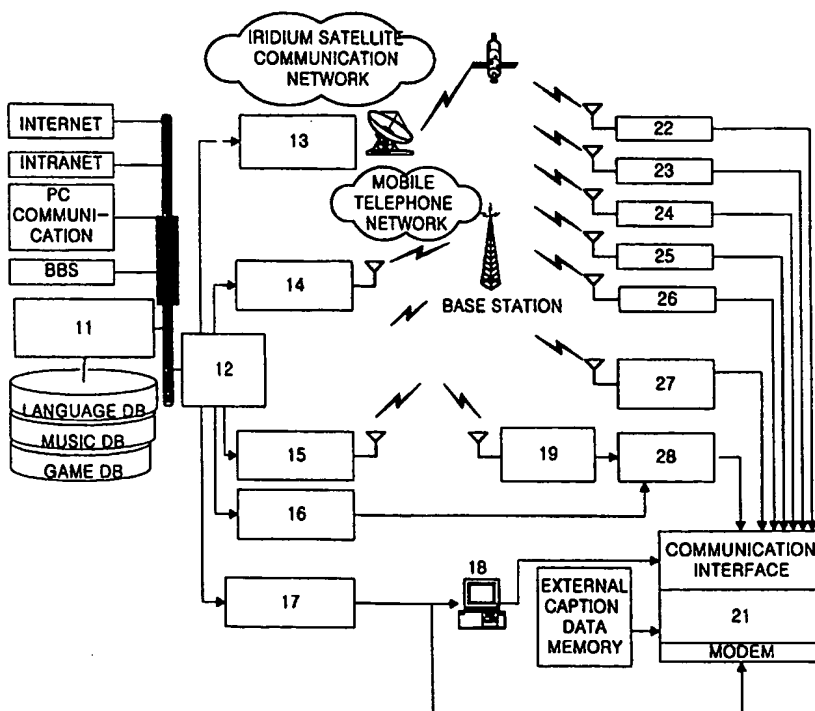 IRIDIUM SATELLITE
COMMUNICATION
NETWORK
INTERNET
INTRANET
PC
COMMUNI-
CATION
BBS
11
LANGUAGE DB
MUSIC DB
GAME DB
12
13
MOBILE
TELEPHONE
NETWORK
14
BASE STATION
15
16
17
18
19
22
23
24
25
26
27
28
COMMUNICATION
INTERFACE
21
MODEM
EXTERNAL
CAPTION
DATA
MEMORY